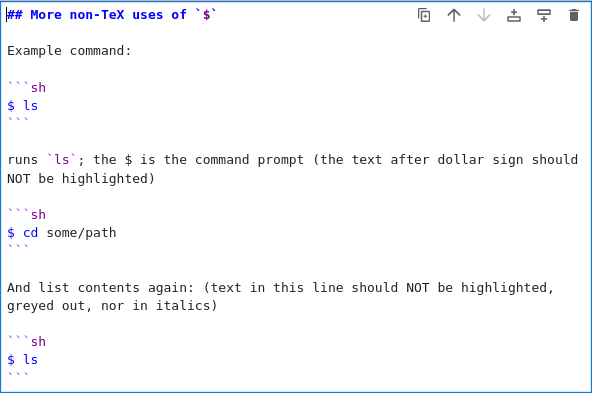 ## More non-TeX uses of `$`
Example command:
```sh
$ ls
```
runs `ls`; the $ is the command prompt (the text after dollar sign should
NOT be highlighted)
```sh
$ cd some/path
```
And list contents again: (text in this line should NOT be highlighted,
greyed out, nor in italics)
```sh
$ ls
```